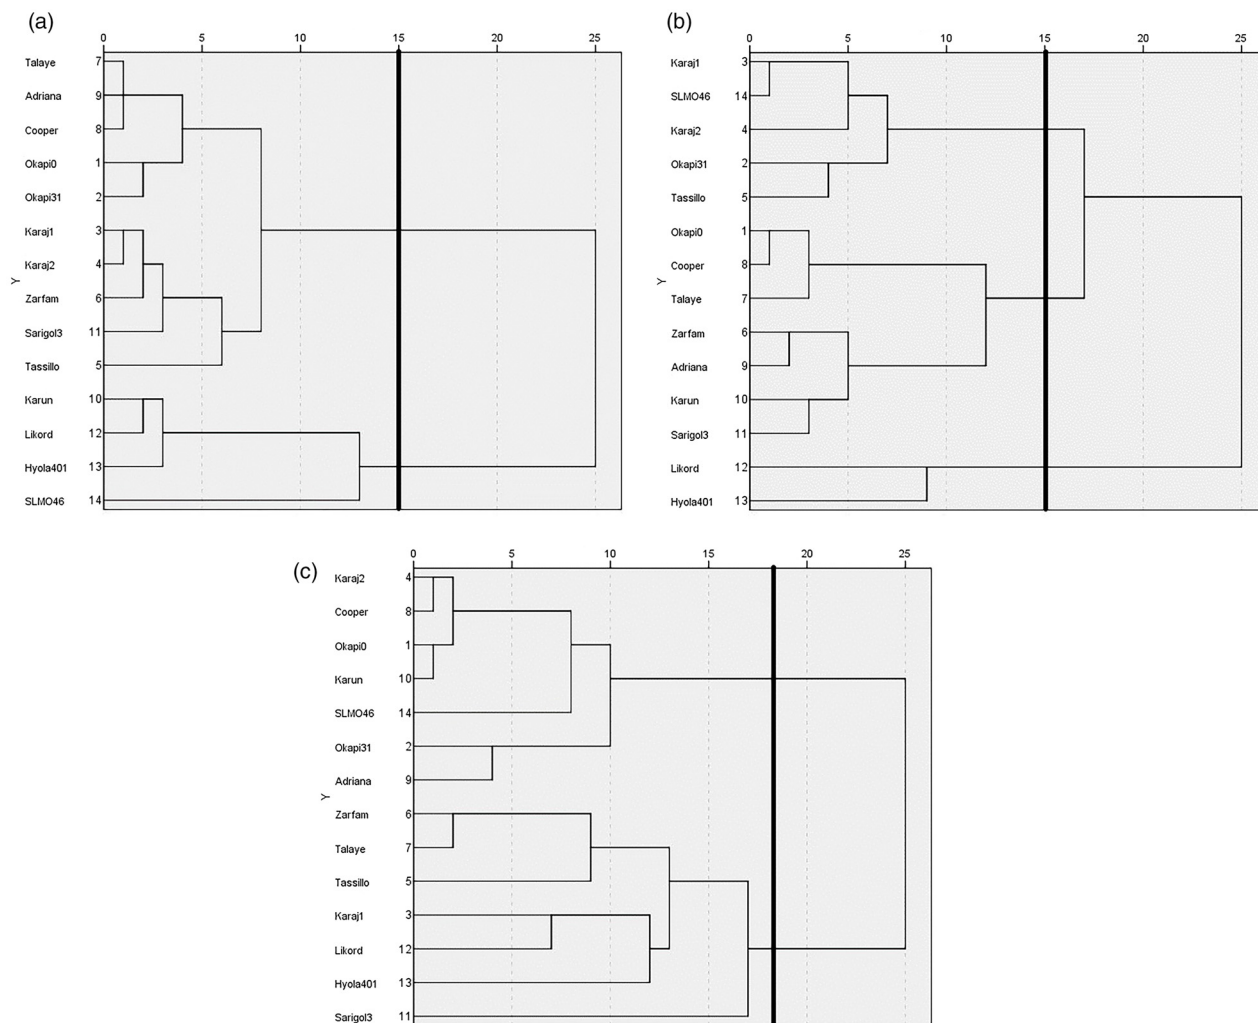 (a)
0 5 10 15 20 25
Talaye 7
Adriana 9
Cooper 8
Okapi0 1
Okapi31 2
Karaj1 3
Karaj2 4
Zarfam 6
Sarigol3 11
Tassillo 5
Karun 10
Likord 12
Hyola401 13
SLMO46 14
Y
(b)
0 5 10 15 20 25
Karaj1 3
SLMO46 14
Karaj2 4
Okapi31 2
Tassillo 5
Okapi0 1
Cooper 8
Talaye 7
Zarfam 6
Adriana 9
Karun 10
Sarigol3 11
Likord 12
Hyola401 13
Y
(c)
0 5 10 15 20 25
Karaj2 4
Cooper 8
Okapi0 1
Karun 10
SLMO46 14
Okapi31 2
Adriana 9
Zarfam 6
Talaye 7
Tassillo 5
Karaj1 3
Likord 12
Hyola401 13
Sarigol3 11
Y